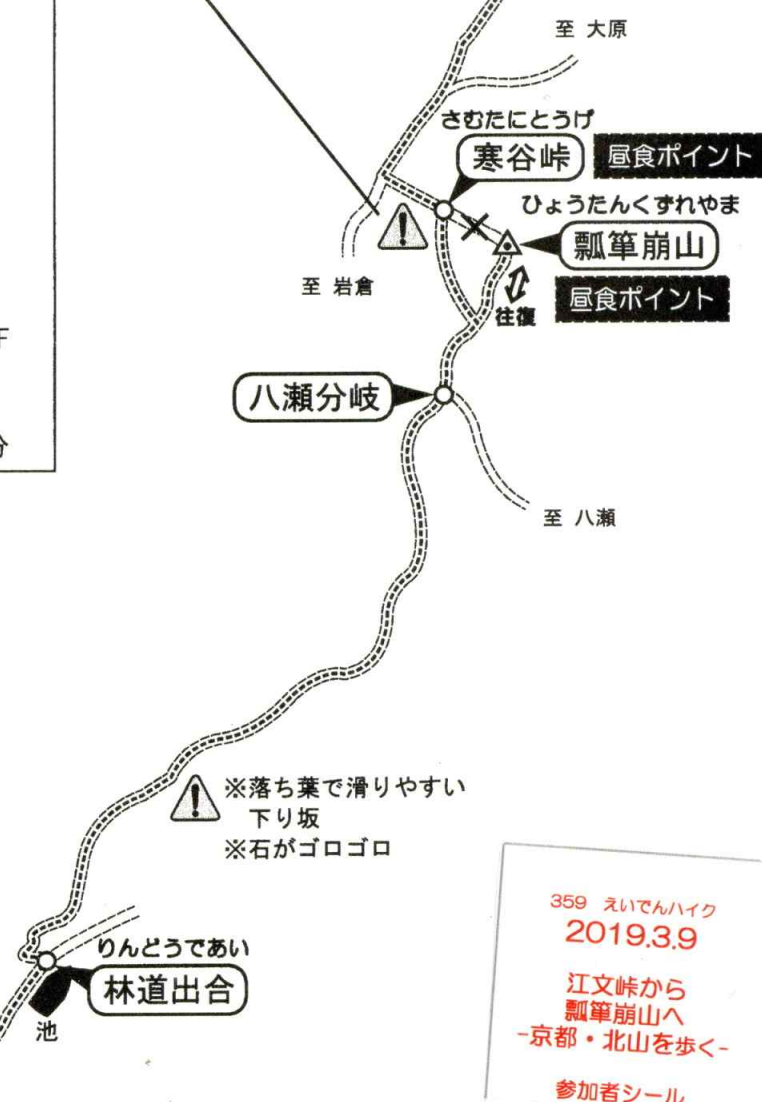 至 大原
さむたにとうげ
寒谷峠
昼食ポイント
ひょうたんくずれやま
瓢箪崩山
至 岩倉
往復
昼食ポイント
八瀬分岐
至 八瀬
※落ち葉で滑りやすい
下り坂
※石がゴロゴロ
りんどうであい
林道出合
池
359 えいでんハイク
2019.3.9
江文峠から
瓢箪崩山へ
-京都・北山を歩く-
参加者シール